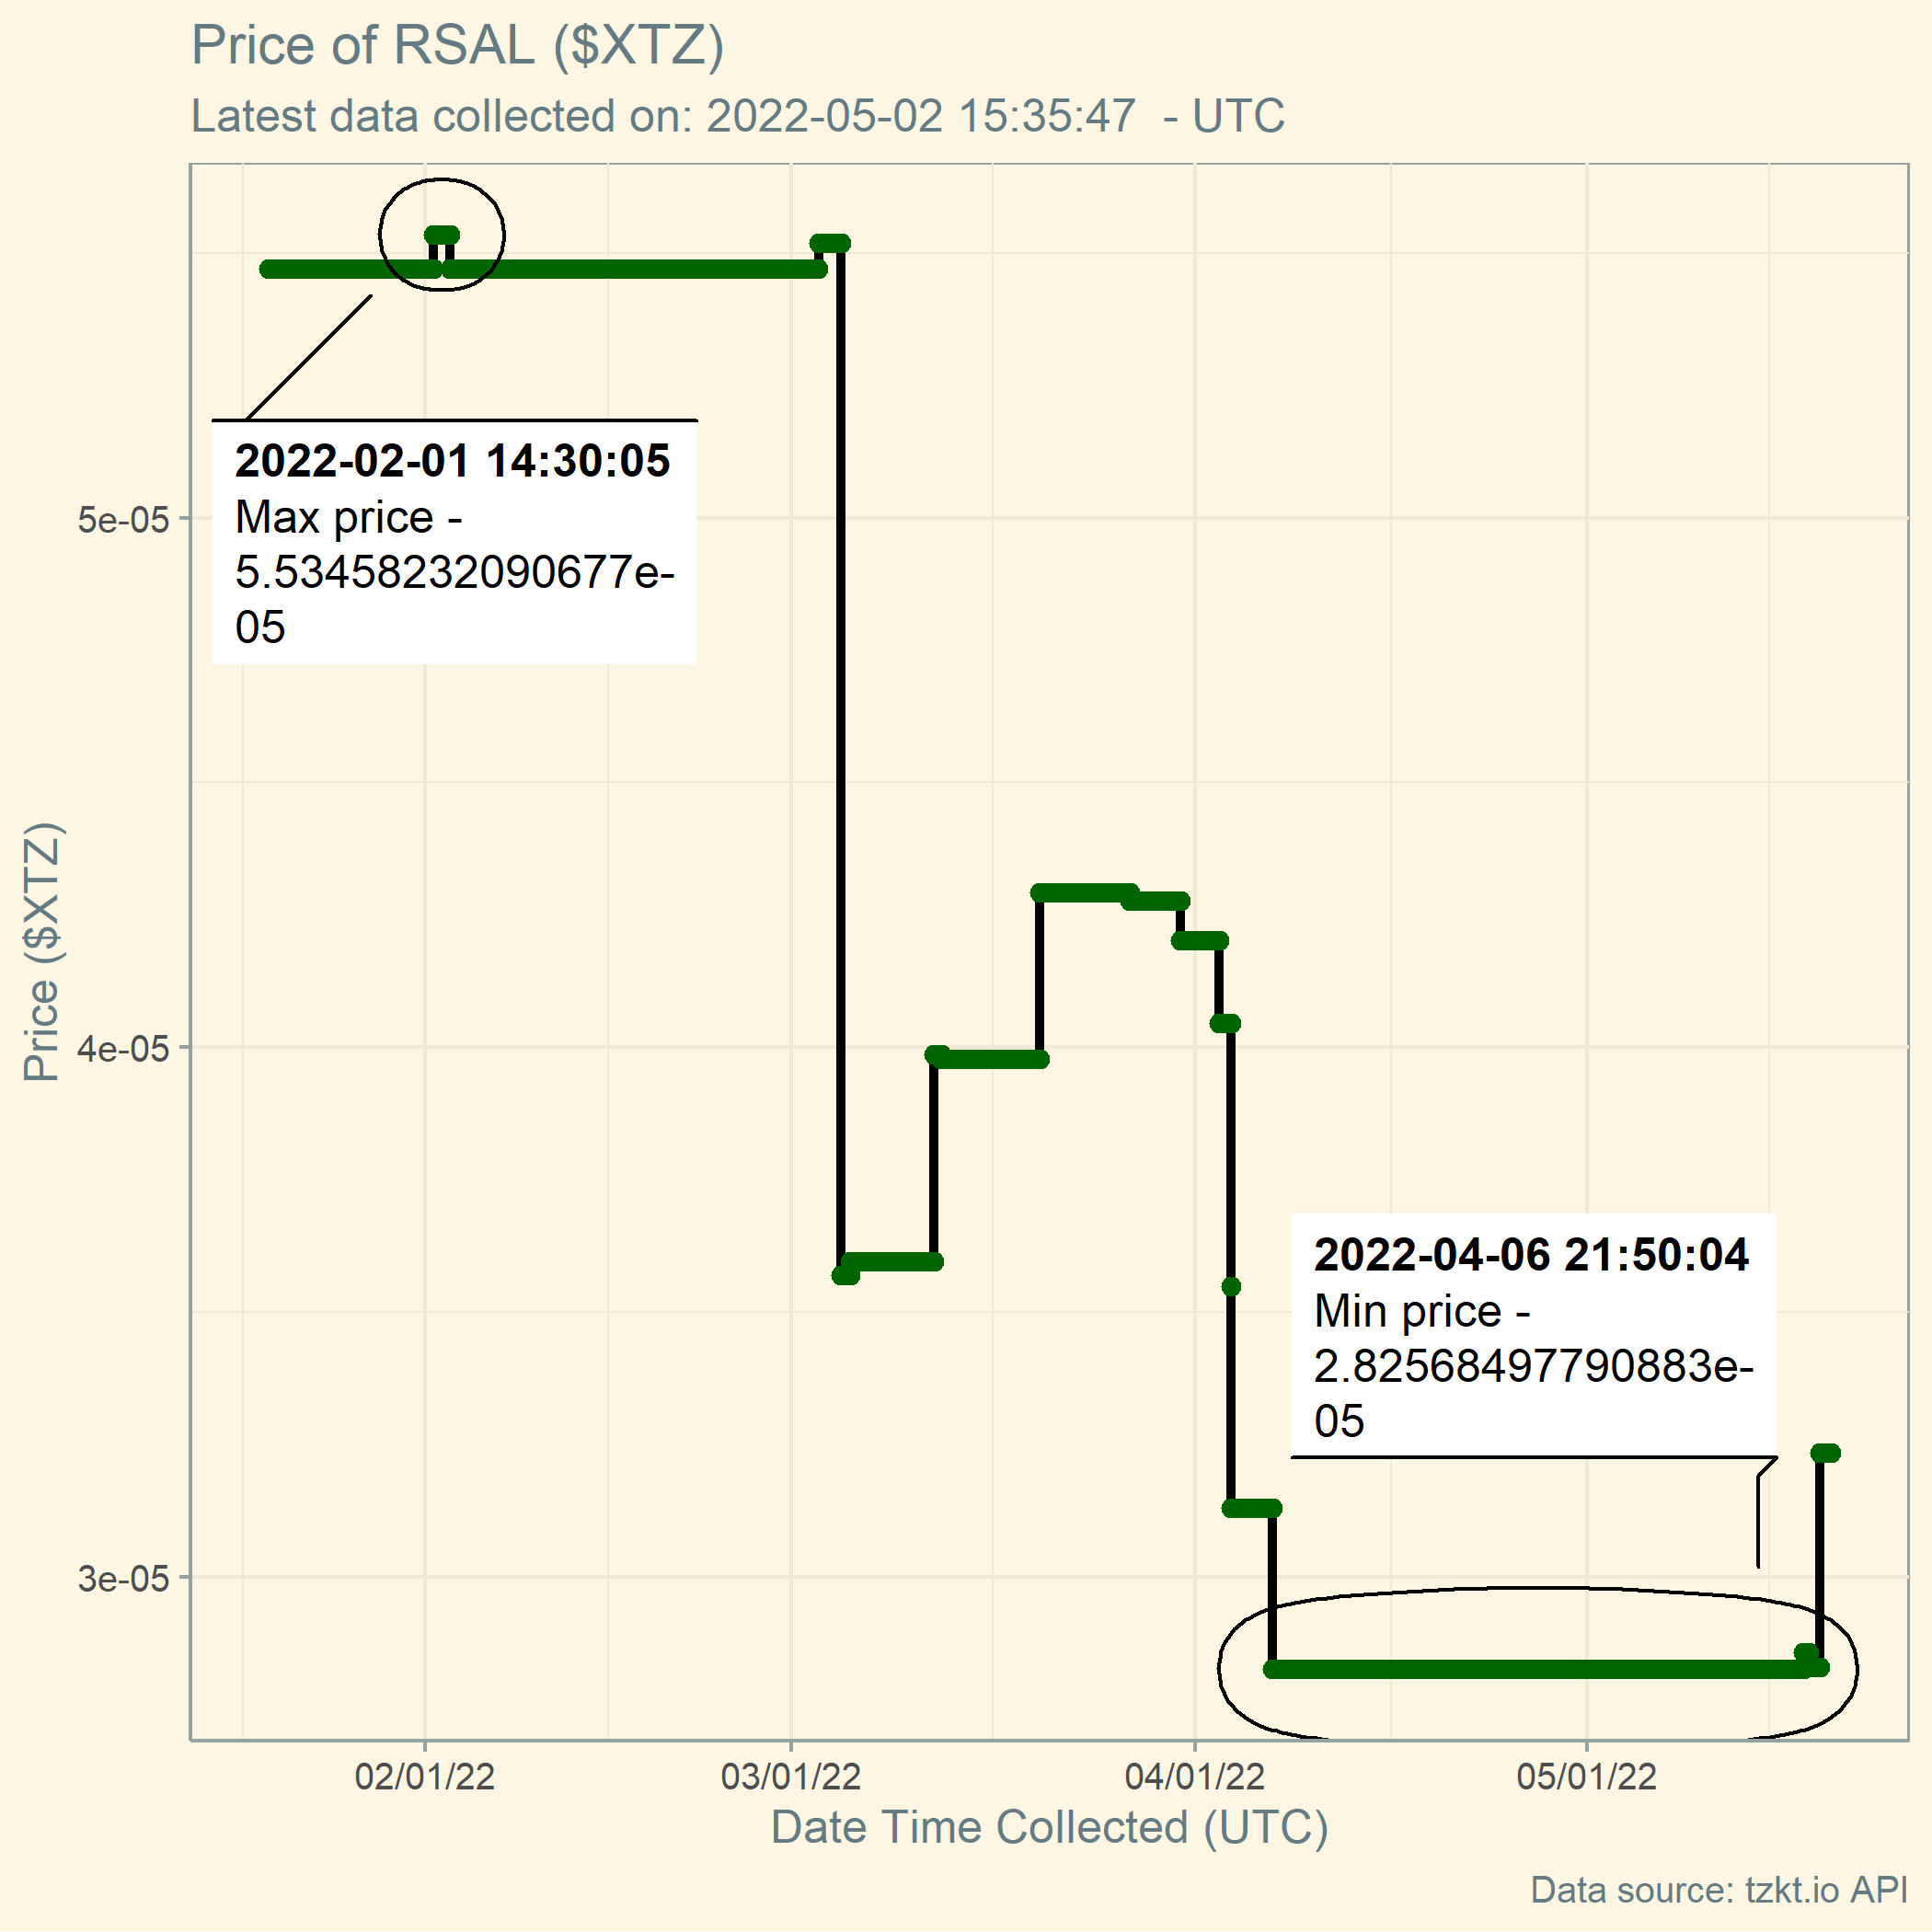 Price of RSAL ($XTZ)
Latest data collected on: 2022-05-02 15:35:47  - UTC
2022-02-01 14:30:05
Max price -
5.53458232090677e-
05
5e-05
Price ($XTZ)
4e-05
2022-04-06 21:50:04
Min price -
2.82568497790883e-
05
3e-05
02/01/22
03/01/22
04/01/22
05/01/22
Date Time Collected (UTC)
Data source: tzkt.io API